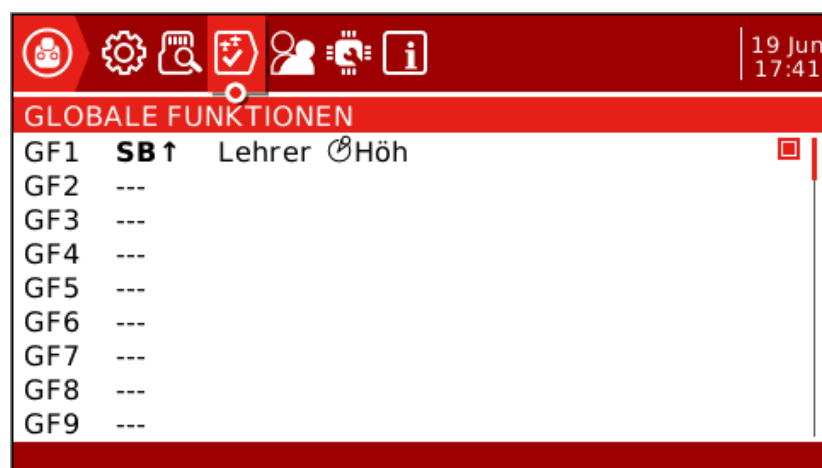 19 Jun
17:41
GLOBALE FUNKTIONEN
GF1 SB↑ Lehrer Höh
GF2 ---
GF3 ---
GF4 ---
GF5 ---
GF6 ---
GF7 ---
GF8 ---
GF9 ---